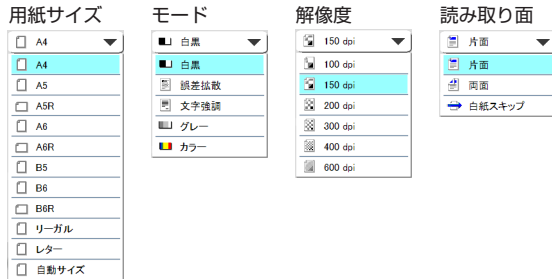 用紙サイズ
A4
A4
A5
A5R
A6
A6R
B5
B6
B6R
リーガル
レター
自動サイズ
モード
白黒
白黒
誤差拡散
文字強調
グレー
カラー
解像度
150 dpi
100 dpi
150 dpi
200 dpi
300 dpi
400 dpi
600 dpi
読み取り面
片面
片面
両面
白紙スキップ